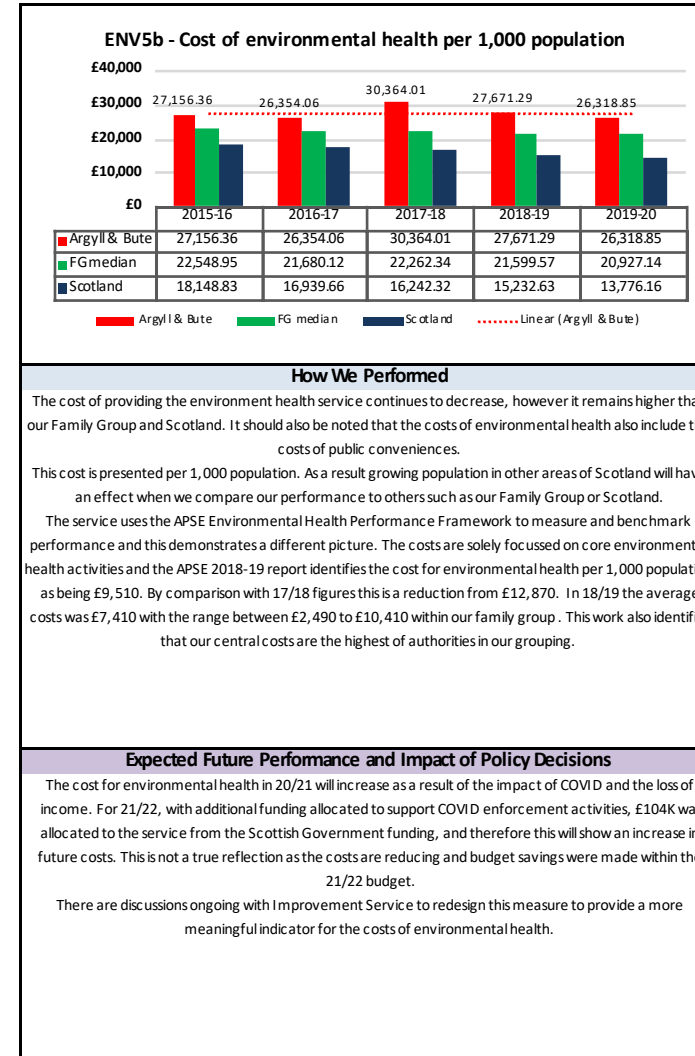 ENV5b - Cost of environmental health per 1,000 population
£40,000
£30,000
£20,000
£10,000
£0
27,156.36
26,354.06
30,364.01
27,671.29
26,318.85
2015-16 2016-17 2017-18 2018-19 2019-20
Argyll & Bute 27,156.36 26,354.06 30,364.01 27,671.29 26,318.85
FG median 22,548.95 21,680.12 22,262.34 21,599.57 20,927.14
Scotland 18,148.83 16,939.66 16,242.32 15,232.63 13,776.16
Argyll & Bute FG median Scotland Linear (Argyll & Bute)
How We Performed
The cost of providing the environment health service continues to decrease, however it remains higher tha
our Family Group and Scotland. It should also be noted that the costs of environmental health also include t
costs of public conveniences.
This cost is presented per 1,000 population. As a result growing population in other areas of Scotland will hav
an effect when we compare our performance to others such as our Family Group or Scotland.
The service uses the APSE Environmental Health Performance Framework to measure and benchmark
performance and this demonstrates a different picture. The costs are solely focussed on core environment
health activities and the APSE 2018-19 report identifies the cost for environmental health per 1,000 populati
as being £9,510. By comparison with 17/18 figures this is a reduction from £12,870. In 18/19 the average
costs was £7,410 with the range between £2,490 to £10,410 within our family group . This work also identifi
that our central costs are the highest of authorities in our grouping.
Expected Future Performance and Impact of Policy Decisions
The cost for environmental health in 20/21 will increase as a result of the impact of COVID and the loss of
income. For 21/22, with additional funding allocated to support COVID enforcement activities, £104K wa
allocated to the service from the Scottish Government funding, and therefore this will show an increase in
future costs. This is not a true reflection as the costs are reducing and budget savings were made within the
21/22 budget.
There are discussions ongoing with Improvement Service to redesign this measure to provide a more
meaningful indicator for the costs of environmental health.